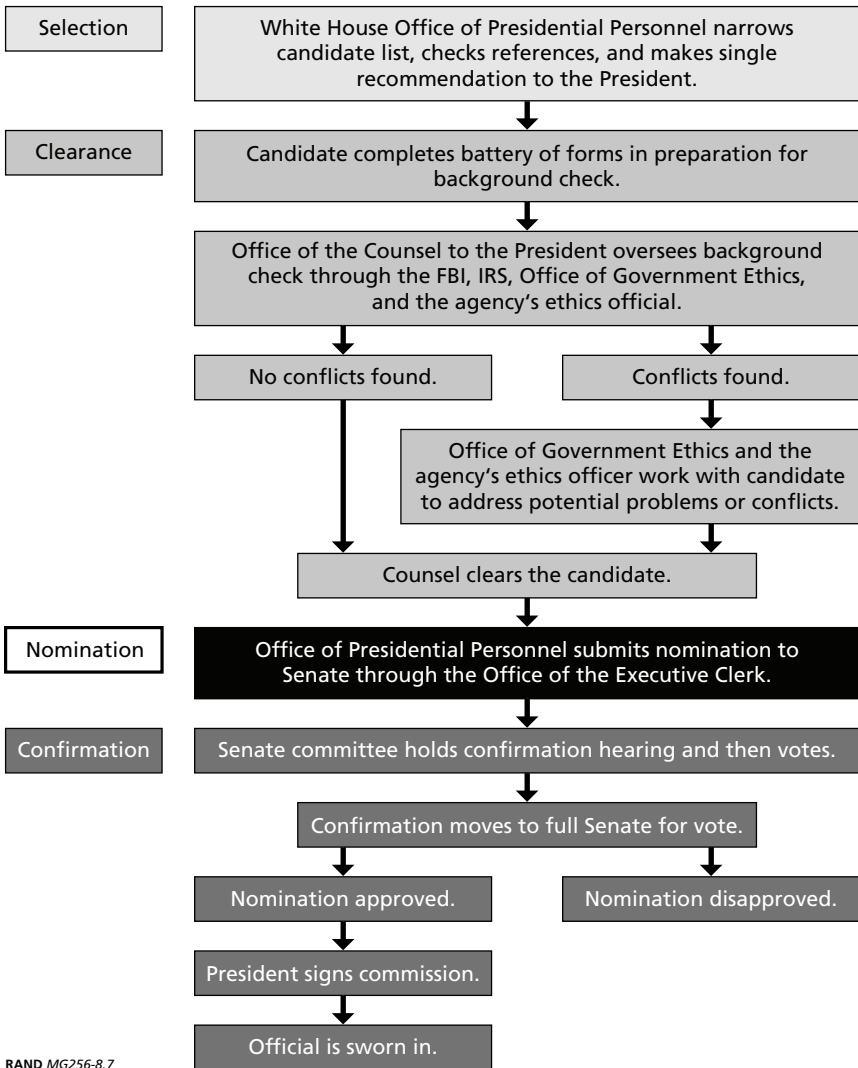 Selection
White House Office of Presidential Personnel narrows
candidate list, checks references, and makes single
recommendation to the President.
Clearance
Candidate completes battery of forms in preparation for
background check.
Office of the Counsel to the President oversees background
check through the FBI, IRS, Office of Government Ethics,
and the agency's ethics official.
No conflicts found.
Conflicts found.
Office of Government Ethics and the
agency's ethics officer work with candidate
to address potential problems or conflicts.
Counsel clears the candidate.
Nomination
Office of Presidential Personnel submits nomination to
Senate through the Office of the Executive Clerk.
Confirmation
Senate committee holds confirmation hearing and then votes.
Confirmation moves to full Senate for vote.
Nomination approved.
Nomination disapproved.
President signs commission.
Official is sworn in.
RAND MG256-8.7